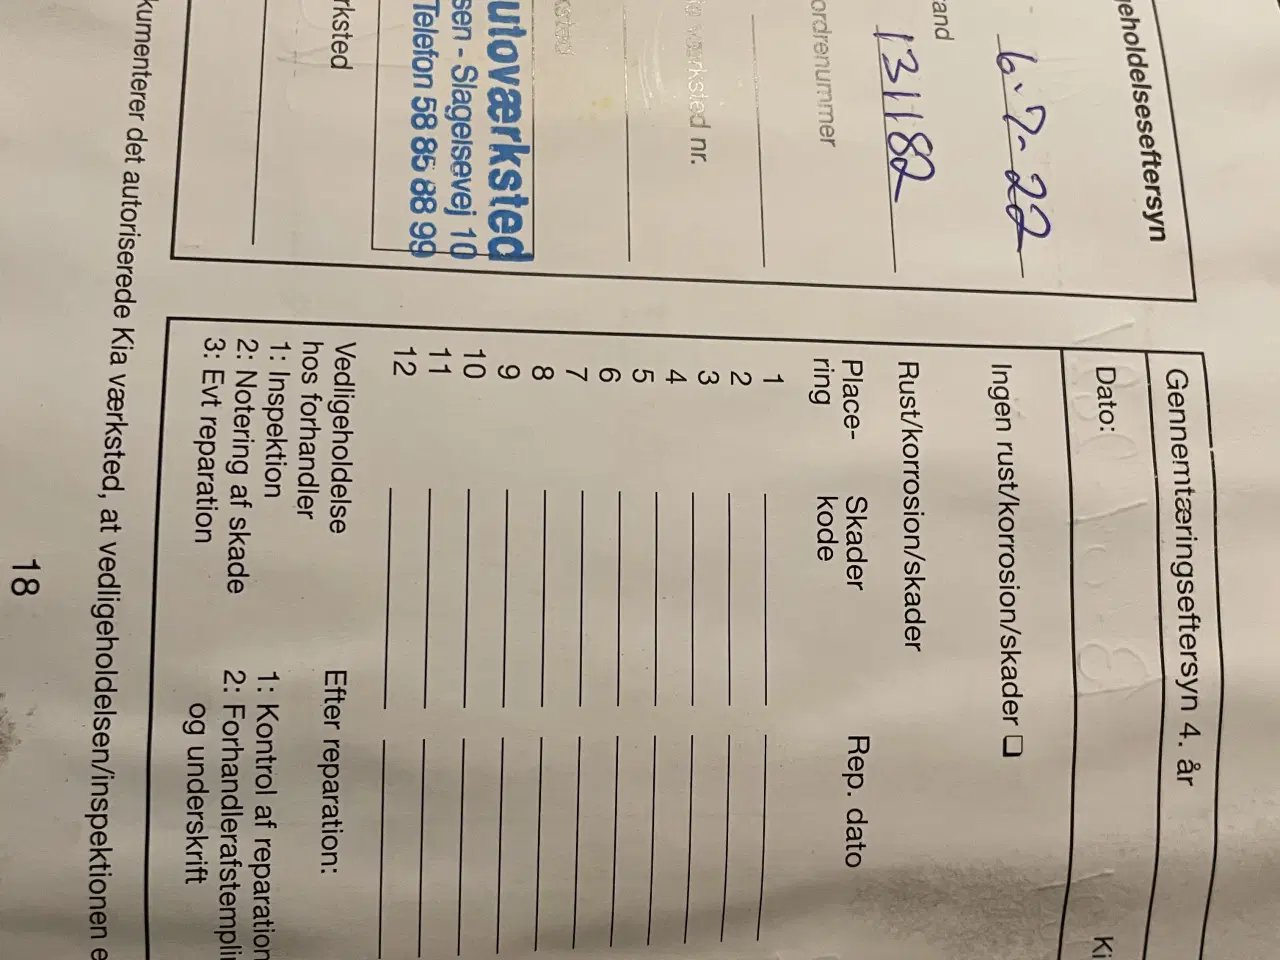 geholdelseseftersyn
6-7-22
rand
131182
ordrenummer
værksted nr.
utoværksted
sen - Slagelsevej 10
Telefon 58 85 88 99
rksted
Gennemtæringseftersyn 4. år
Dato:
Ki
Ingen rust/korrosion/skader ❑
Rust/korrosion/skader
Place- Skader Rep. dato
ring kode
1
2
3
4
5
6
7
8
9
10
11
12
Vedligeholdelse Efter reparation:
hos forhandler
1: Inspektion 1: Kontrol af reparation
2: Notering af skade 2: Forhandlerafstempli
3: Evt reparation og underskrift
kumenterer det autoriserede Kia værksted, at vedligeholdelsen/inspektionen e
18